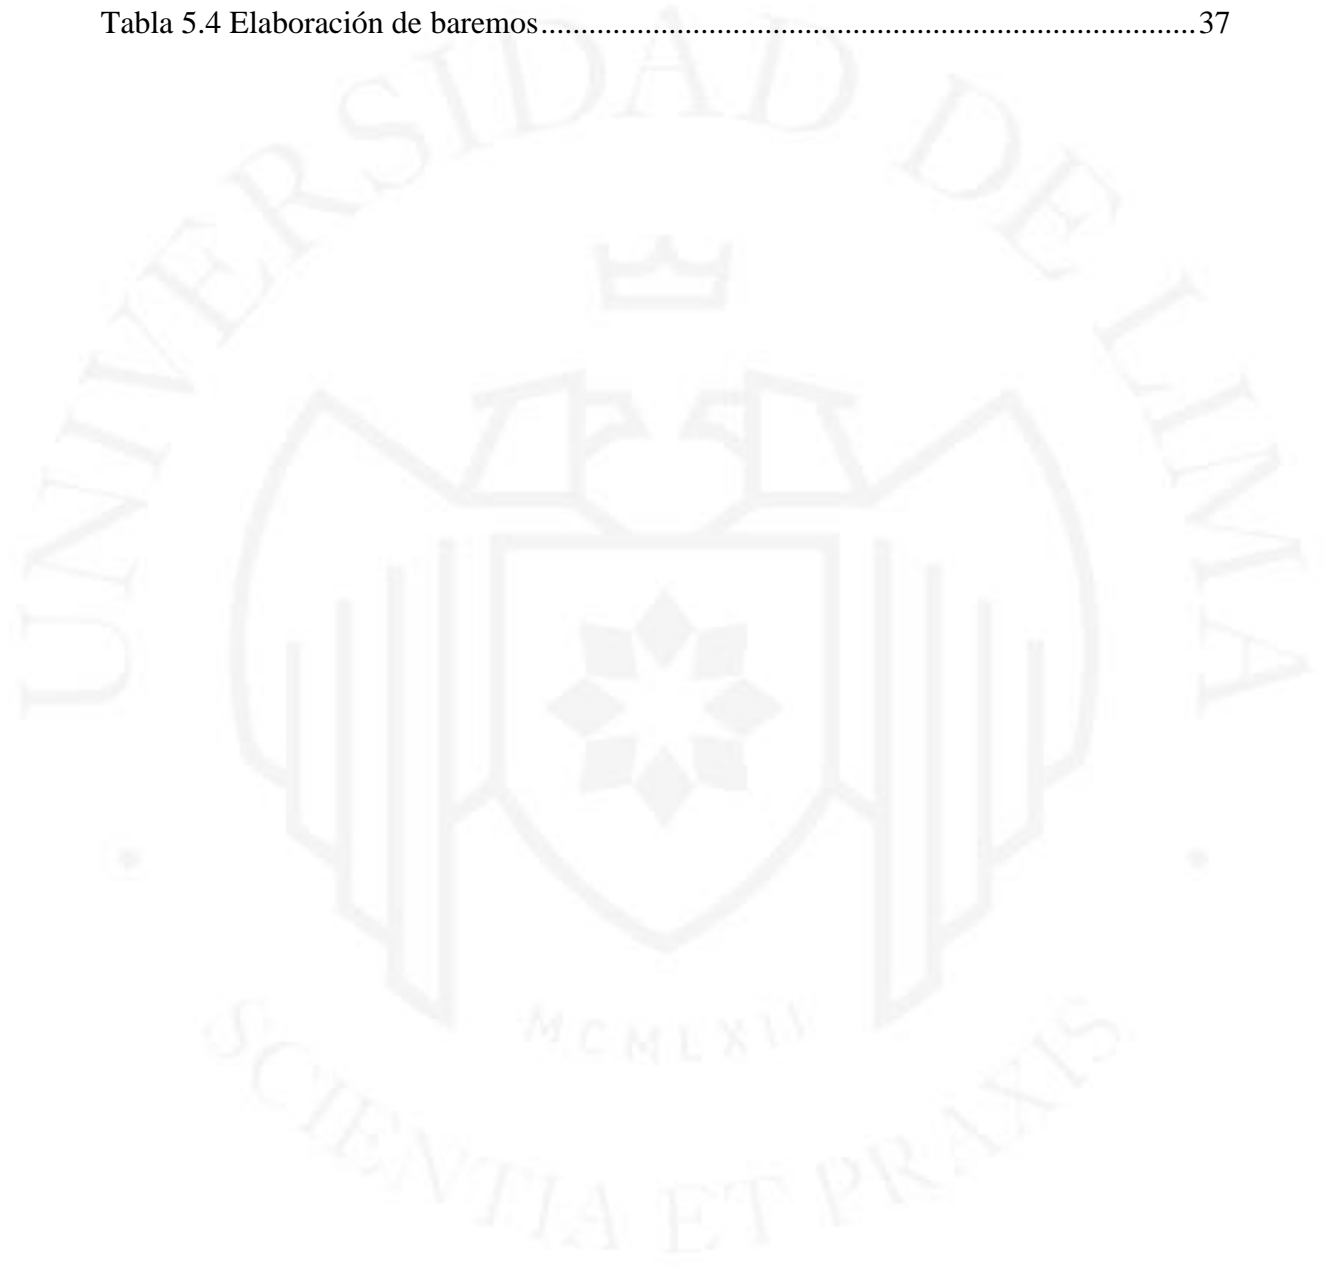 Tabla 5.4 Elaboración de baremos..................................................................................37
UNIVERSIDAD DE LIMA
MCMLXII
SCIENTIA ET PRAXIS